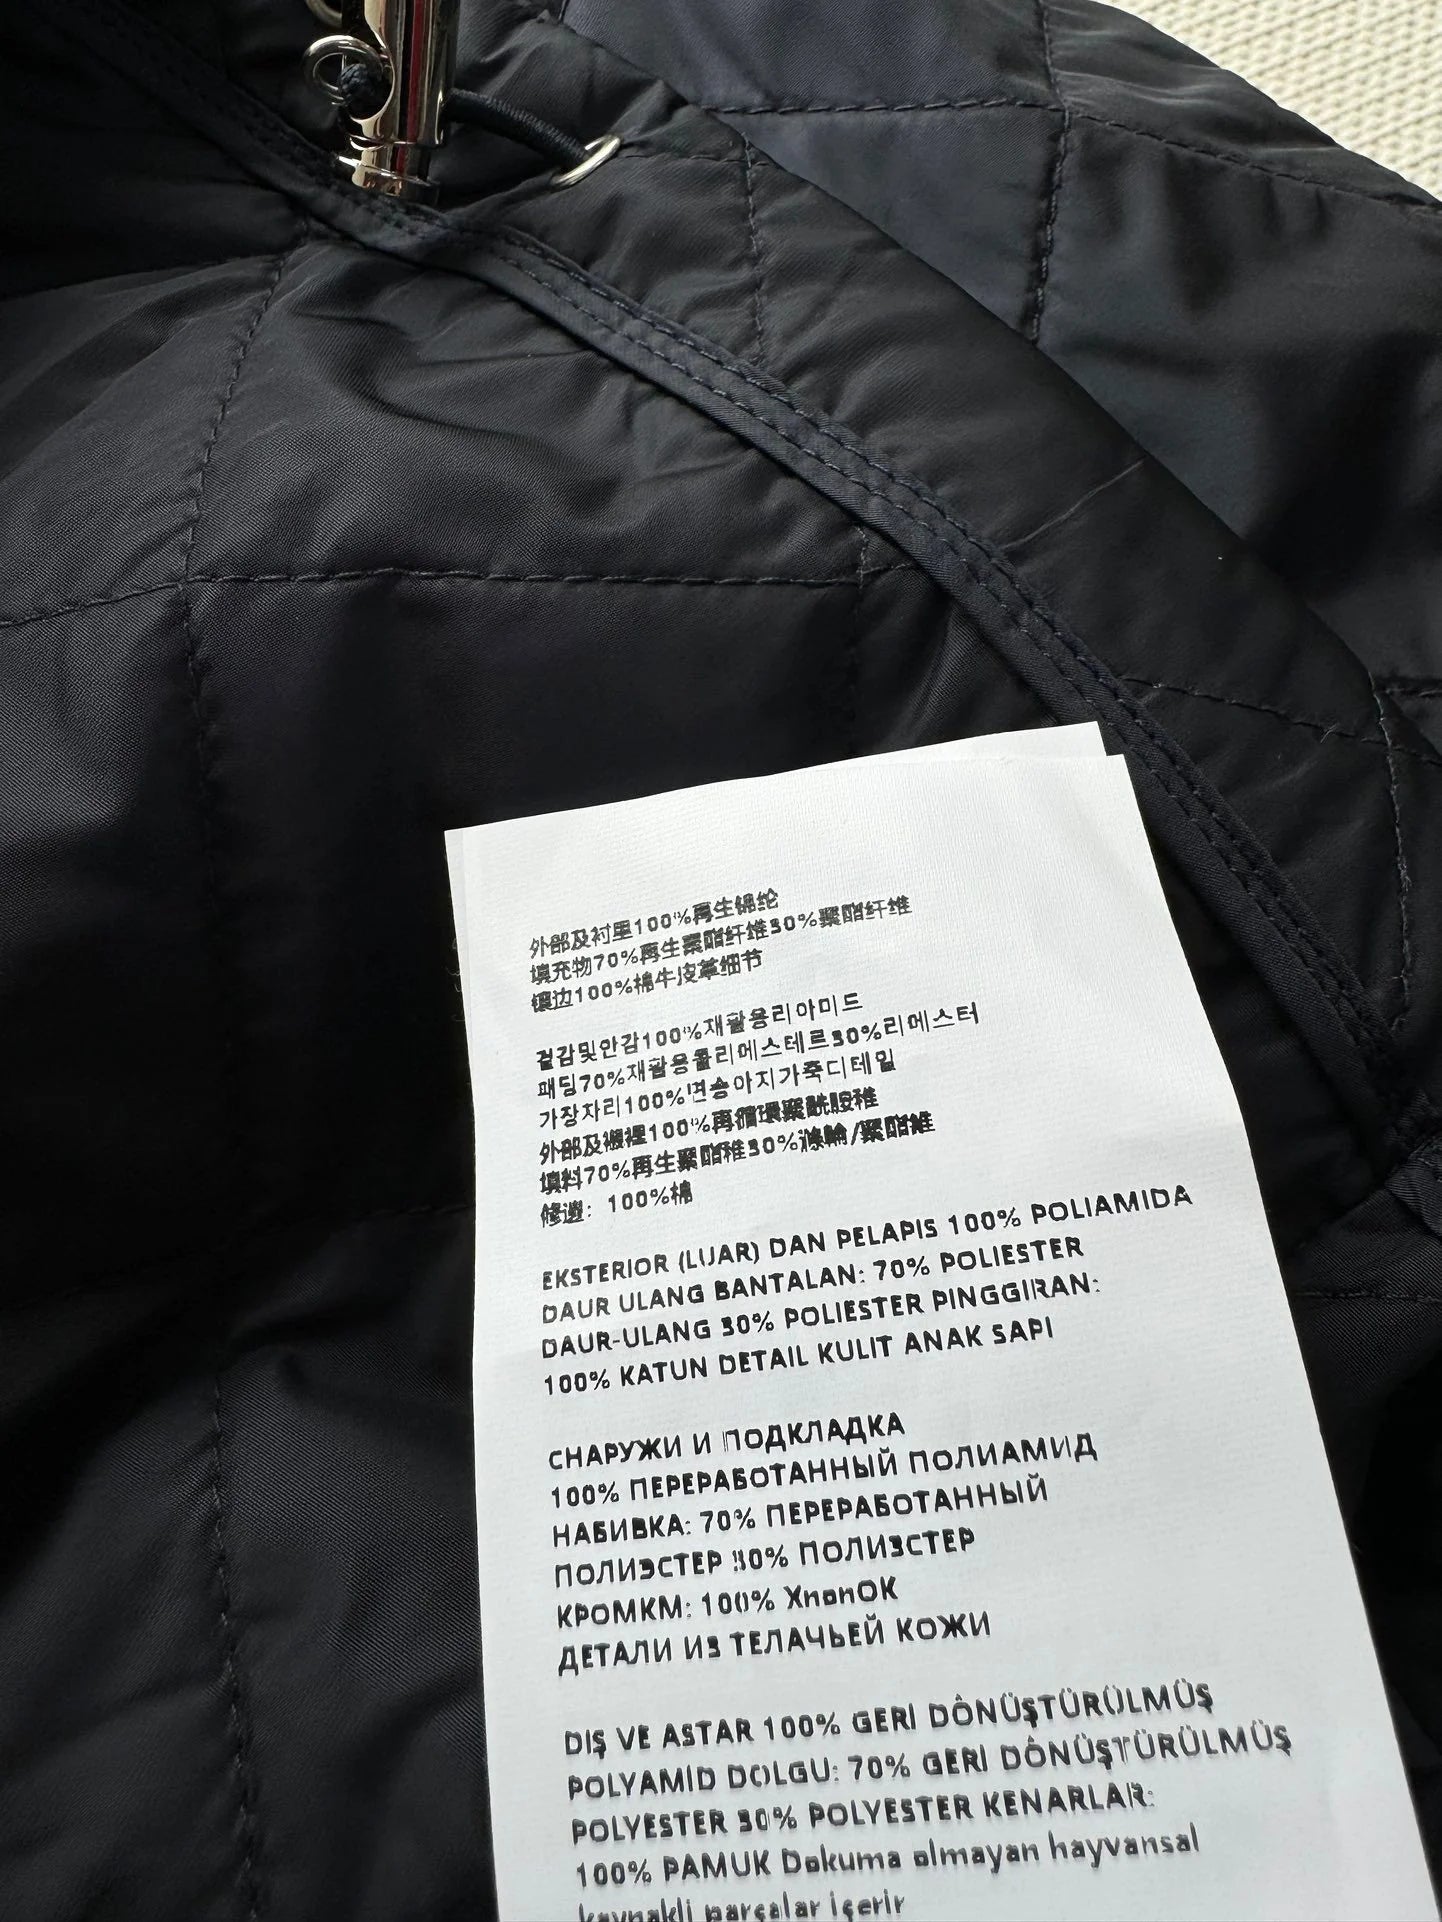 外部及衬里100%再生锦纶
填充物70%再生聚酯纤维30%聚酯纤维
镶边100%棉牛皮革细节
겉감및안감100%재활용리아미드
패딩70%재활용폴리에스테르30%리에스터
가장자리100%면송아지가죽디테일
外部及襯裡100%再循環聚酰胺稚
填料70%再生聚酯稚30%滌輪/聚酯維
修邊：100%棉
EKSTERIOR (LUAR) DAN PELAPIS 100% POLIAMIDA
DAUR ULANG BANTALAN: 70% POLIESTER
DAUR-ULANG 30% POLIESTER PINGGIRAN:
100% KATUN DETAIL KULIT ANAK SAPI
СНАРУЖИ И ПОДКЛАДКА
100% ПЕРЕРАБОТАННЫЙ ПОЛИАМИД
НАБИВКА: 70% ПЕРЕРАБОТАННЫЙ
ПОЛИЭСТЕР 30% ПОЛИЭСТЕР
КРОМКМ: 100% ХпопОК
ДЕТАЛИ ИЗ ТЕЛАЧЬЕЙ КОЖИ
DIŞ VE ASTAR 100% GERI DÔNÜŞTÜRÜLMÜŞ
POLYAMİD DOLGU: 70% GERI DÔNÜŞTÜRÜLMÜŞ
POLYESTER 30% POLYESTER KENARLAR:
100% PAMUK Dokuma olmayan hayvansal
kaynakli parçalar içerir